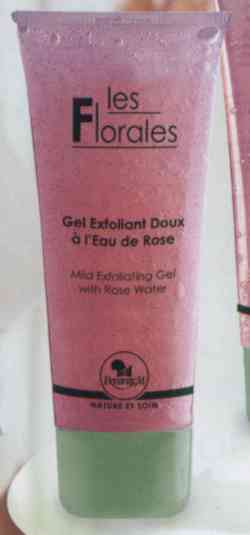 les
Florales
Gel Exfoliant Doux
à l'Eau de Rose
Mild Exfoliating Gel
with Rose Water
NATURE ET SOIN